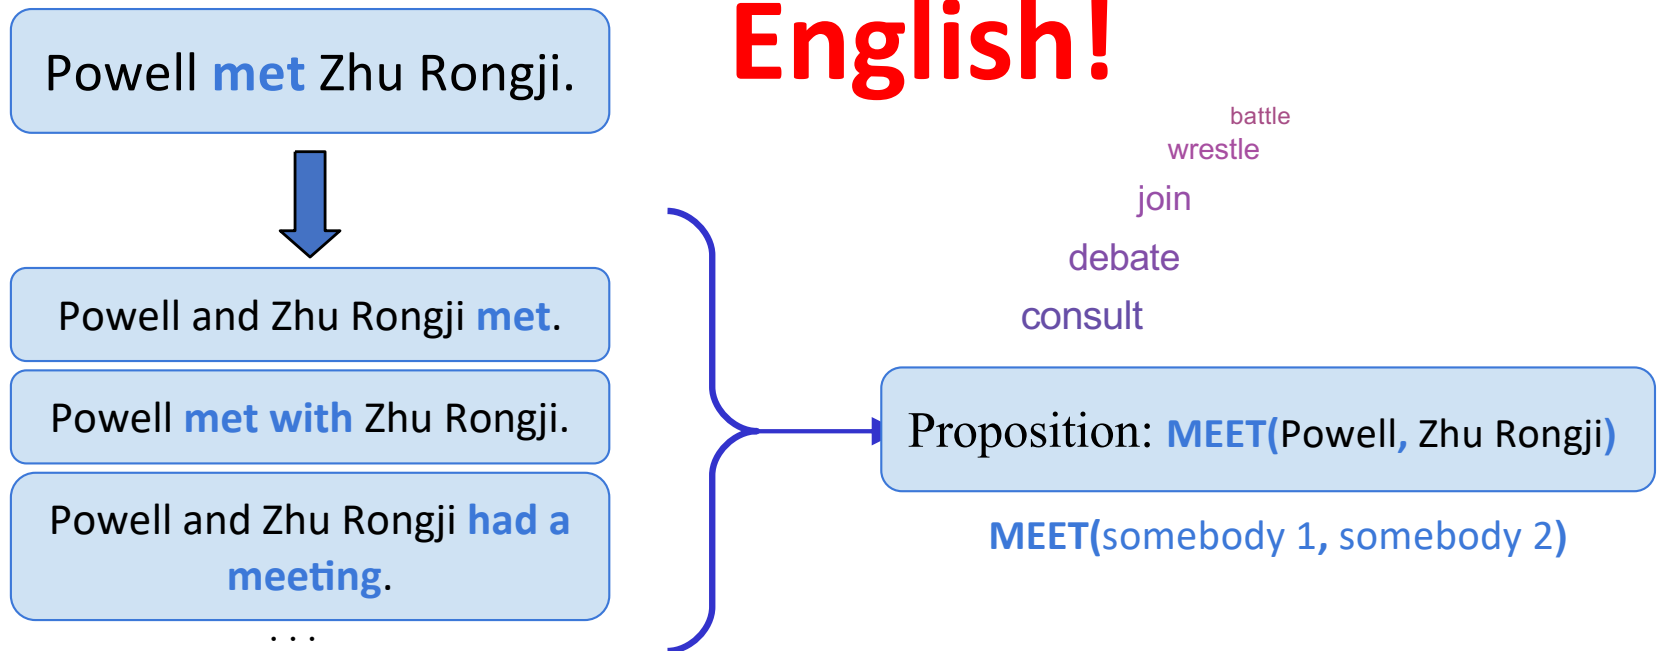 English!
Powell met Zhu Rongji.
Powell and Zhu Rongji met.
Powell met with Zhu Rongji.
Powell and Zhu Rongji had a
meeting.
. . .
battle
wrestle
join
debate
consult
Proposition: MEET(Powell, Zhu Rongji)
MEET(somebody 1, somebody 2)